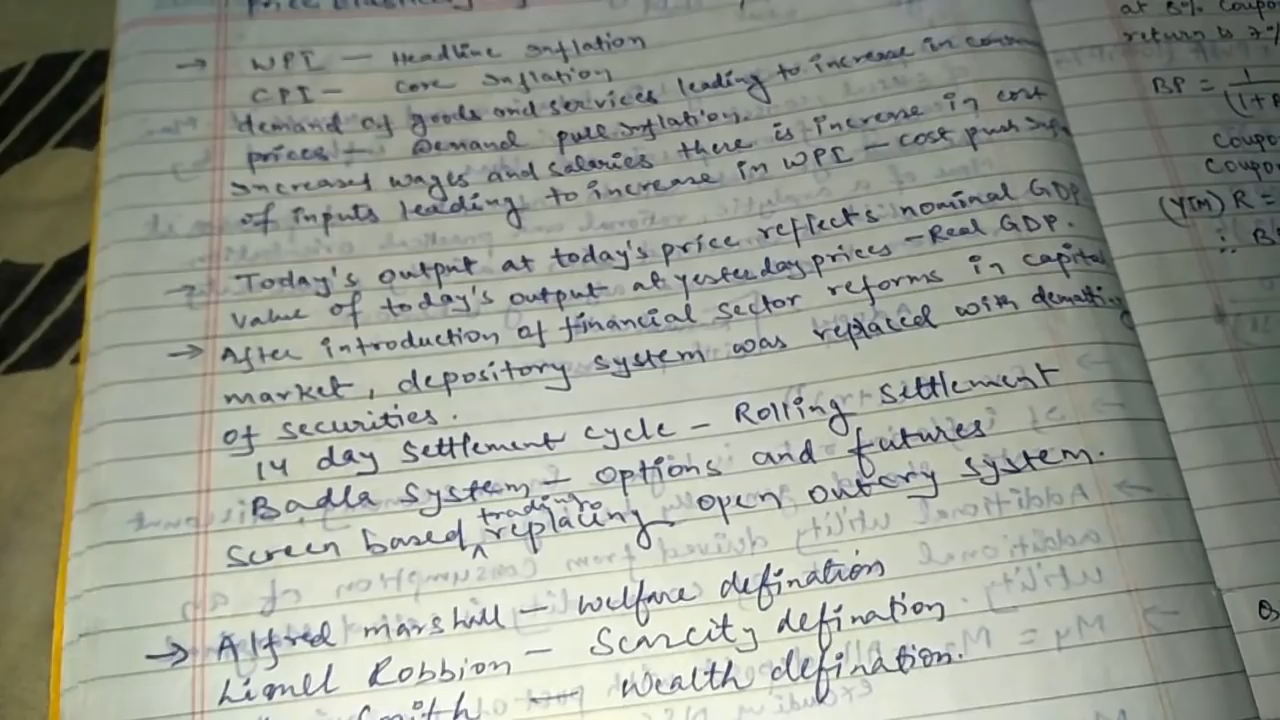 price elasticity
→ WPI – Headline Inflation
CPI – Core Inflation
demand of goods and services leading to increase in
prices – Demand pull inflation.
Increased wages and salaries there is increase in cost
of inputs leading to increase in WPI – cost push
→ Today's output at today's price reflects nominal GDP
Value of today's output at yesterday prices – Real GDP.
→ After introduction of financial sector reforms in capital
market, depository system was replaced with
of securities.
14 day settlement cycle – Rolling settlement
Badla system – options and futures
trading
Screen based ^ replacing open outcry system.
→ Alfred marshall – welfare defination
Lionel Robbion – Scarcity defination
Smith – Wealth defination.
at 8% coupo
return is 7%
BP = 1
(1+
Coupo
Coupo
(YTM) R =
∴ B